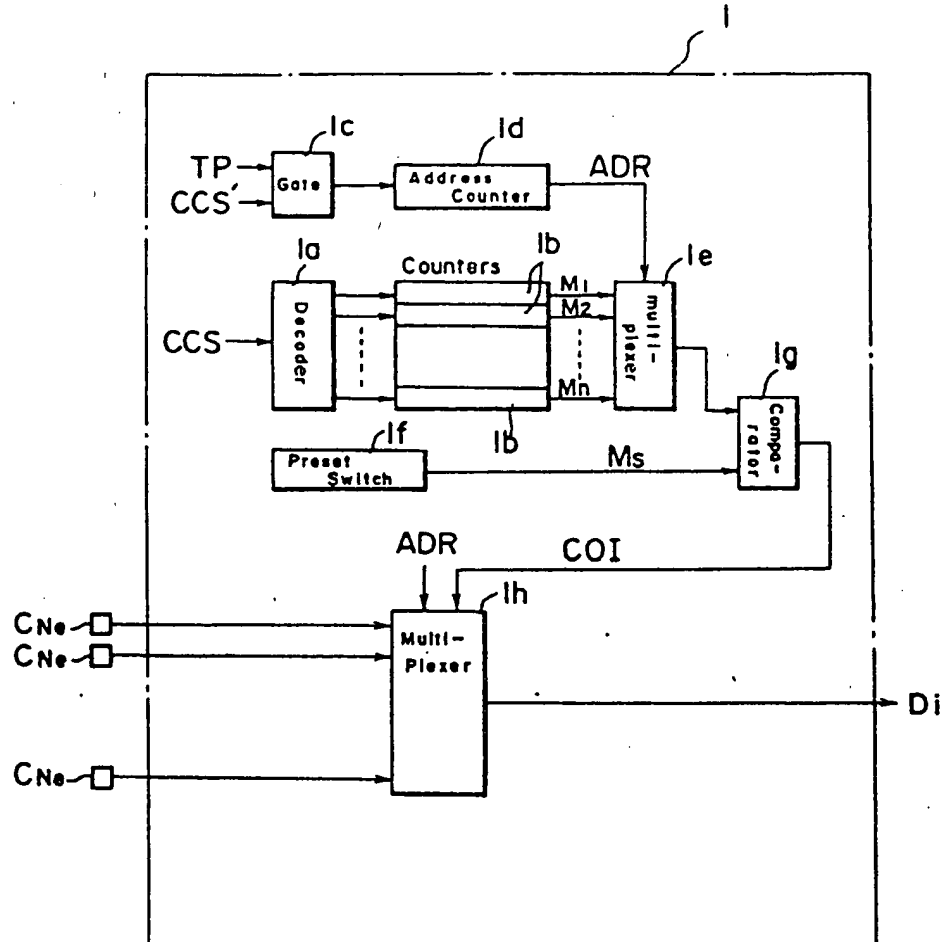 1
1c
1d
TP
CCS'
Gate
Address
Counter
ADR
1a
Counters
1b
1e
CCS
Decoder
M1
M2
Mn
multi-
plexer
1g
1b
1f
Preset
Switch
Ms
Compa-
rator
ADR
COI
1h
CNe
CNe
CNe
Multi-
Plexer
Di